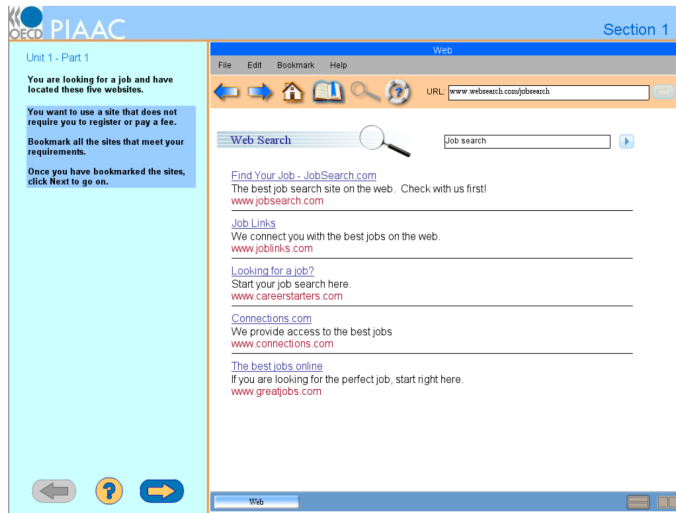 OECD
PIAAC
Section 1
Unit 1 - Part 1
You are looking for a job and have
located these five websites.
You want to use a site that does not
require you to register or pay a fee.
Bookmark all the sites that meet your
requirements.
Once you have bookmarked the sites,
click Next to go on.
Web
File Edit Bookmark Help
URL: www.websearch.com/jobsearch
Web Search
Job search
Find Your Job - JobSearch.com
The best job search site on the web. Check with us first!
www.jobsearch.com
Job Links
We connect you with the best jobs on the web.
www.joblinks.com
Looking for a job?
Start your job search here.
www.careerstarters.com
Connections.com
We provide access to the best jobs
www.connections.com
The best jobs online
If you are looking for the perfect job, start right here.
www.greatjobs.com
?
Web